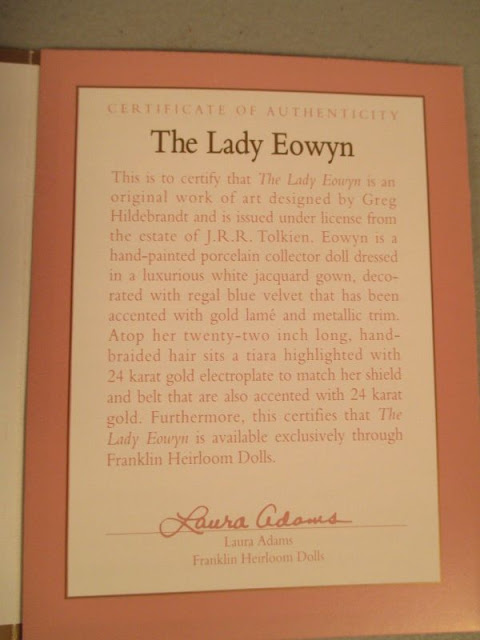 CERTIFICATE OF AUTHENTICITY
The Lady Eowyn
This is to certify that The Lady Eowyn is an
original work of art designed by Greg
Hildebrandt and is issued under license from
the estate of J.R.R. Tolkien. Eowyn is a
hand-painted porcelain collector doll dressed
in a luxurious white jacquard gown, deco-
rated with regal blue velvet that has been
accented with gold lamé and metallic trim.
Atop her twenty-two inch long, hand-
braided hair sits a tiara highlighted with
24 karat gold electroplate to match her shield
and belt that are also accented with 24 karat
gold. Furthermore, this certifies that The
Lady Eowyn is available exclusively through
Franklin Heirloom Dolls.
Laura Adams
Laura Adams
Franklin Heirloom Dolls